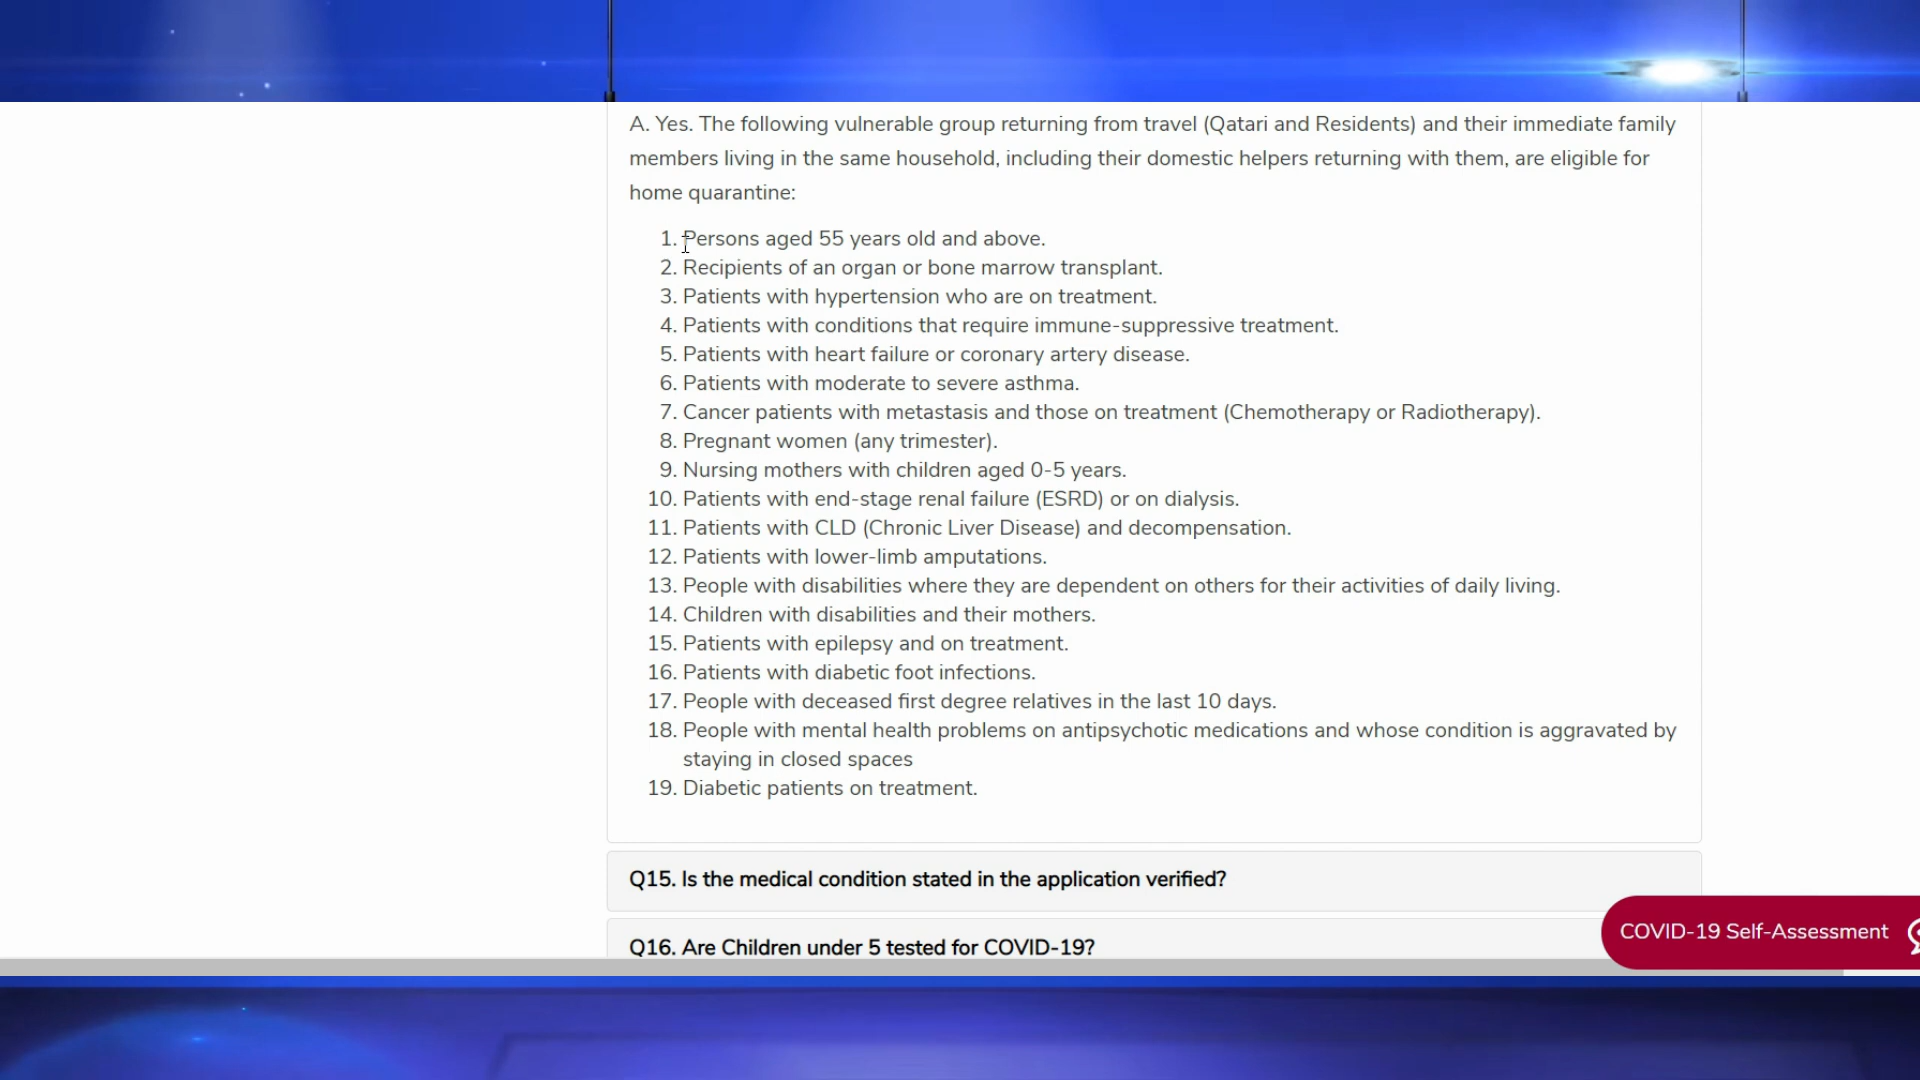 A. Yes. The following vulnerable group returning from travel (Qatari and Residents) and their immediate family
members living in the same household, including their domestic helpers returning with them, are eligible for
home quarantine:
1. Persons aged 55 years old and above.
2. Recipients of an organ or bone marrow transplant.
3. Patients with hypertension who are on treatment.
4. Patients with conditions that require immune-suppressive treatment.
5. Patients with heart failure or coronary artery disease.
6. Patients with moderate to severe asthma.
7. Cancer patients with metastasis and those on treatment (Chemotherapy or Radiotherapy).
8. Pregnant women (any trimester).
9. Nursing mothers with children aged 0-5 years.
10. Patients with end-stage renal failure (ESRD) or on dialysis.
11. Patients with CLD (Chronic Liver Disease) and decompensation.
12. Patients with lower-limb amputations.
13. People with disabilities where they are dependent on others for their activities of daily living.
14. Children with disabilities and their mothers.
15. Patients with epilepsy and on treatment.
16. Patients with diabetic foot infections.
17. People with deceased first degree relatives in the last 10 days.
18. People with mental health problems on antipsychotic medications and whose condition is aggravated by
staying in closed spaces
19. Diabetic patients on treatment.
Q15. Is the medical condition stated in the application verified?
COVID-19 Self-Assessment
Q16. Are Children under 5 tested for COVID-19?